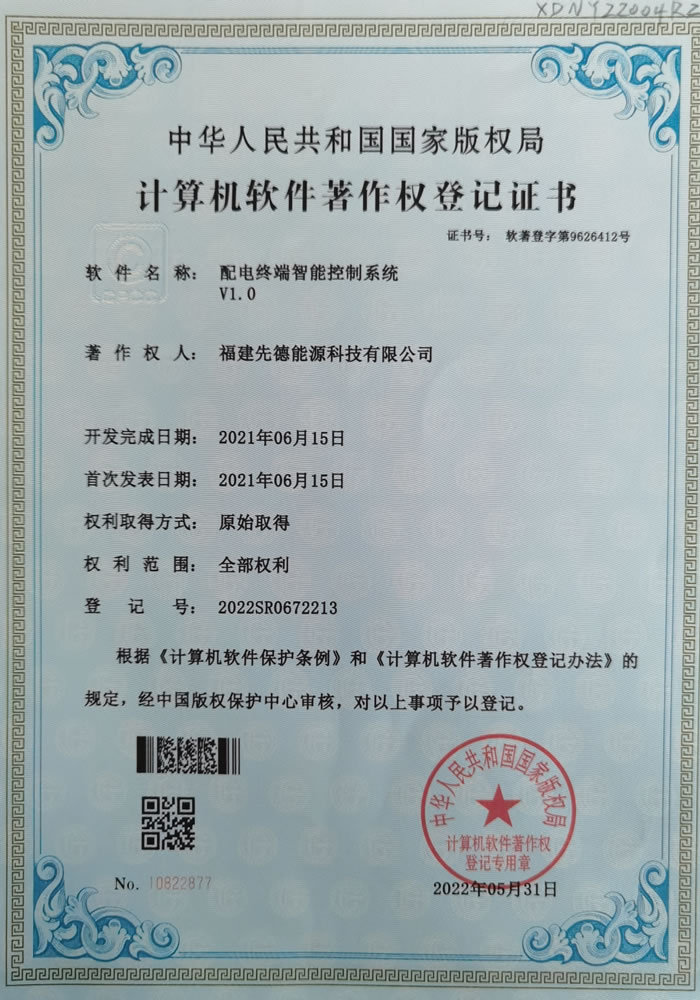 XDNY22004RZ
中华人民共和国国家版权局
计算机软件著作权登记证书
证书号： 软著登字第9626412号
软件名称： 配电终端智能控制系统
V1.0
著作权人： 福建先德能源科技有限公司
开发完成日期： 2021年06月15日
首次发表日期： 2021年06月15日
权利取得方式： 原始取得
权利范围： 全部权利
登记号： 2022SR0672213
根据《计算机软件保护条例》和《计算机软件著作权登记办法》的
规定，经中国版权保护中心审核，对以上事项予以登记。
中华人民共和国国家版权局
计算机软件著作权
登记专用章
No. 10822877
2022年05月31日